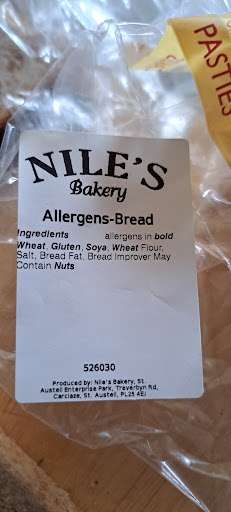 PASTIES
NILE'S
Bakery
Allergens-Bread
Ingredients allergens in bold
Wheat, Gluten, Soya, Wheat Flour,
Salt, Bread Fat, Bread Improver May
Contain Nuts
526030
Produced by: Nile's Bakery, St.
Austell Enterprise Park, Treverbyn Rd,
Carclaze, St. Austell, PL25 4EJ